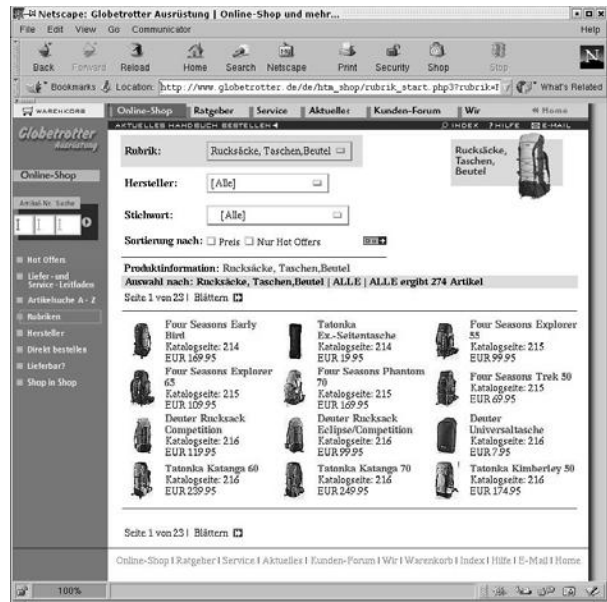 Netscape: Globetrotter Ausrüstung | Online-Shop und mehr...
File Edit View Go Communicator Help
Back Forward Reload Home Search Netscape Print Security Shop Stop
Bookmarks Location: http://www.globetrotter.de/de/htm_shop/rubrik_start.php3?rubrik= What's Related
WARENKORB Online-Shop Ratgeber Service Aktuelles Kunden-Forum Wir Home
AKTUELLES HANDBUCH BESTELLEN INDEX ?HILFE E-MAIL
Globetrotter
Ausrüstung
Online-Shop
Artikel-Nr. Suche
Hot Offers
Liefer- und
Service-Leitfaden
Artikelsuche A - Z
Rubriken
Hersteller
Direkt bestellen
Lieferbar?
Shop in Shop
Rubrik: Rucksäcke, Taschen,Beutel
Rucksäcke,
Taschen,
Beutel
Hersteller: [Alle]
Stichwort: [Alle]
Sortierung nach: Preis Nur Hot Offers
Produktinformation: Rucksäcke, Taschen,Beutel
Auswahl nach: Rucksäcke, Taschen,Beutel | ALLE | ALLE ergibt 274 Artikel
Seite 1 von 23 | Blättern
Four Seasons Early
Bird
Katalogseite: 214
EUR 169.95
Tatonka
Ex.-Seitentasche
Katalogseite: 214
EUR 19.95
Four Seasons Explorer
55
Katalogseite: 215
EUR 99.95
Four Seasons Explorer
65
Katalogseite: 215
EUR 109.95
Four Seasons Phantom
70
Katalogseite: 215
EUR 169.95
Four Seasons Trek 50
Katalogseite: 215
EUR 69.95
Deuter Rucksack
Competition
Katalogseite: 216
EUR 119.95
Deuter Rucksack
Eclipse/Competition
Katalogseite: 216
EUR 99.95
Deuter
Universaltasche
Katalogseite: 216
EUR 7.95
Tatonka Katanga 60
Katalogseite: 216
EUR 239.95
Tatonka Katanga 70
Katalogseite: 216
EUR 249.95
Tatonka Kimberley 50
Katalogseite: 216
EUR 174.95
Seite 1 von 23 | Blättern
Online-Shop | Ratgeber | Service | Aktuelles | Kunden-Forum | Wir | Warenkorb | Index | Hilfe | E-Mail | Home
100%